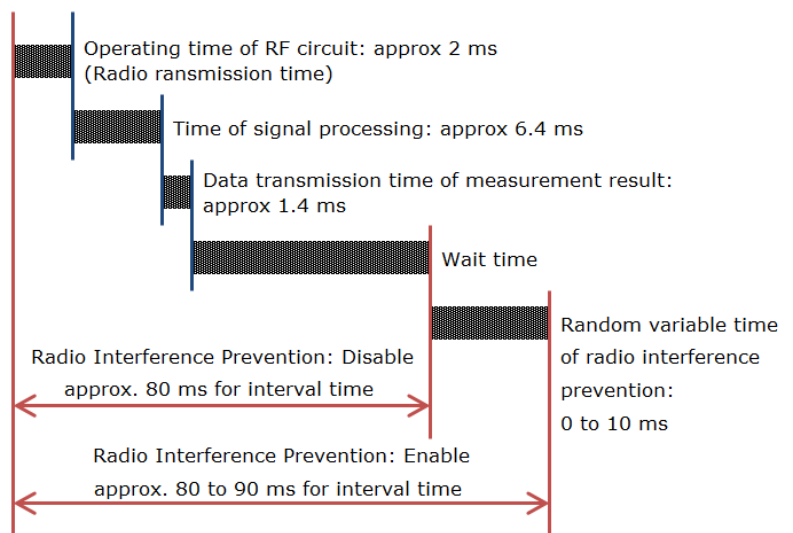 Operating time of RF circuit: approx 2 ms
(Radio ransmission time)
Time of signal processing: approx 6.4 ms
Data transmission time of measurement result:
approx 1.4 ms
Wait time
Random variable time
of radio interference
prevention:
0 to 10 ms
Radio Interference Prevention: Disable
approx. 80 ms for interval time
Radio Interference Prevention: Enable
approx. 80 to 90 ms for interval time